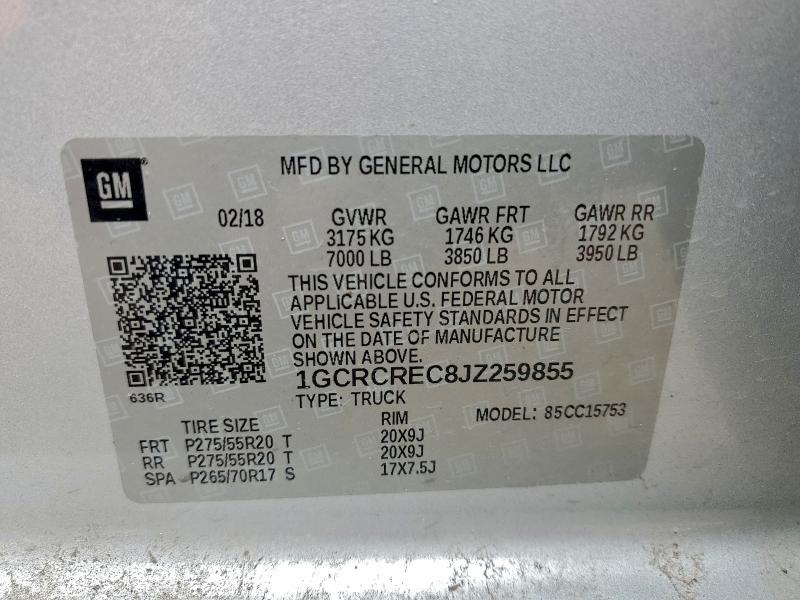 GM
MFD BY GENERAL MOTORS LLC
02/18 GVWR GAWR FRT GAWR RR
3175 KG 1746 KG 1792 KG
7000 LB 3850 LB 3950 LB
THIS VEHICLE CONFORMS TO ALL
APPLICABLE U.S. FEDERAL MOTOR
VEHICLE SAFETY STANDARDS IN EFFECT
ON THE DATE OF MANUFACTURE
SHOWN ABOVE.
1GCRCREC8JZ259855
636R
TYPE: TRUCK MODEL: 85CC15753
TIRE SIZE RIM
FRT P275/55R20 T 20X9J
RR P275/55R20 T 20X9J
SPA P265/70R17 S 17X7.5J